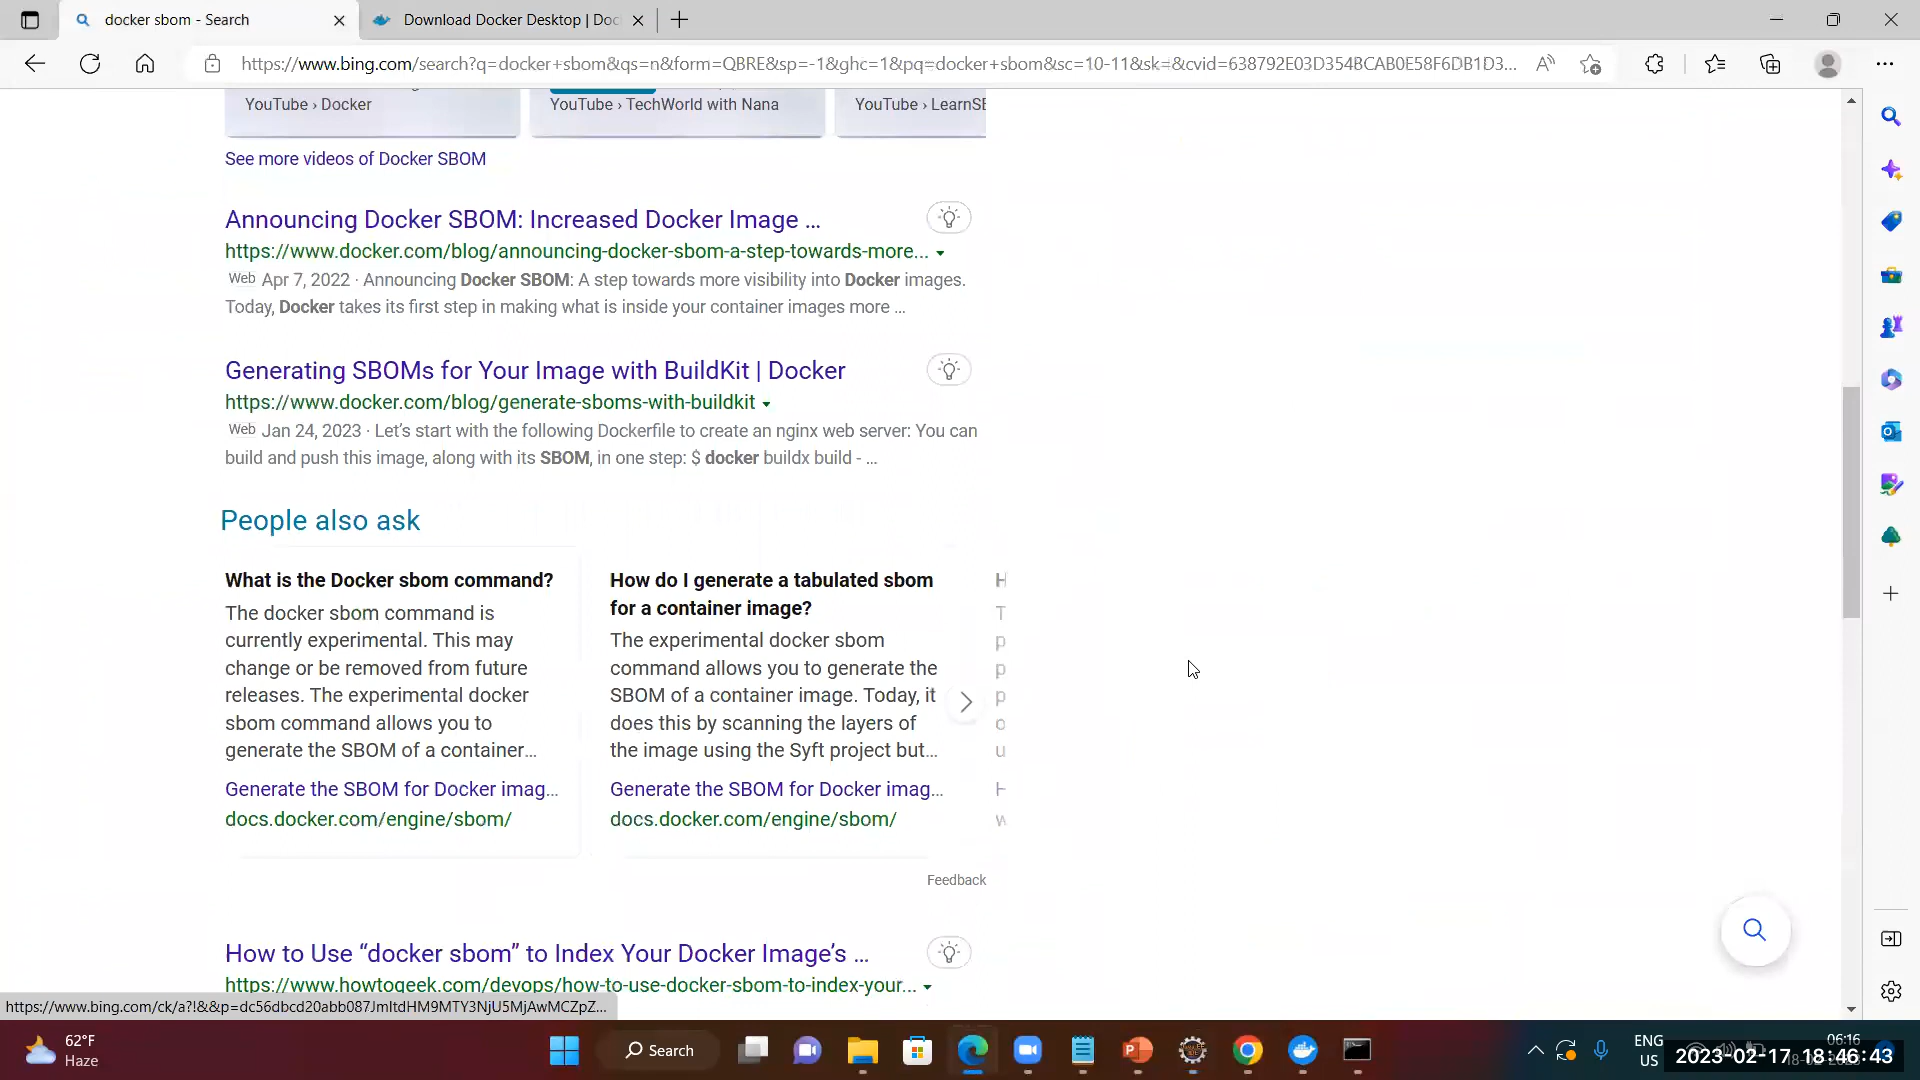 docker sbom - Search
Download Docker Desktop | Doc
https://www.bing.com/search?q=docker+sbom&qs=n&form=QBRE&sp=-1&ghc=1&pq=docker+sbom&sc=10-11&sk=&cvid=638792E03D354BCAB0E58F6DB1D3...
YouTube › Docker
YouTube › TechWorld with Nana
YouTube › LearnSE
See more videos of Docker SBOM
Announcing Docker SBOM: Increased Docker Image ...
https://www.docker.com/blog/announcing-docker-sbom-a-step-towards-more...
Web Apr 7, 2022 · Announcing Docker SBOM: A step towards more visibility into Docker images.
Today, Docker takes its first step in making what is inside your container images more ...
Generating SBOMs for Your Image with BuildKit | Docker
https://www.docker.com/blog/generate-sboms-with-buildkit
Web Jan 24, 2023 · Let's start with the following Dockerfile to create an nginx web server: You can
build and push this image, along with its SBOM, in one step: $ docker buildx build - ...
People also ask
What is the Docker sbom command?
The docker sbom command is
currently experimental. This may
change or be removed from future
releases. The experimental docker
sbom command allows you to
generate the SBOM of a container...
Generate the SBOM for Docker imag...
docs.docker.com/engine/sbom/
How do I generate a tabulated sbom
for a container image?
The experimental docker sbom
command allows you to generate the
SBOM of a container image. Today, it
does this by scanning the layers of
the image using the Syft project but...
Generate the SBOM for Docker imag...
docs.docker.com/engine/sbom/
Feedback
How to Use “docker sbom” to Index Your Docker Image's ...
https://www.howtogeek.com/devops/how-to-use-docker-sbom-to-index-your...
https://www.bing.com/ck/a?!&&p=dc56dbcd20abb087JmltdHM9MTY3NjU5MjAwMCZpZ...
62°F
Haze
Search
ENG
US
06:16
2023-02-17 18:46:43